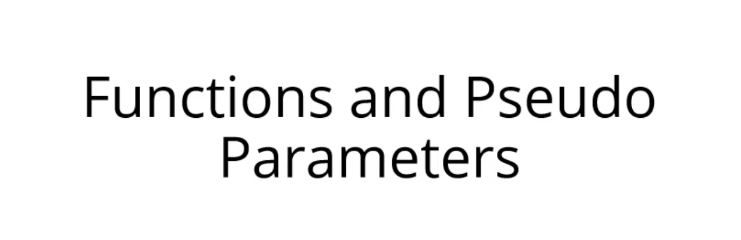 Functions and Pseudo
Parameters